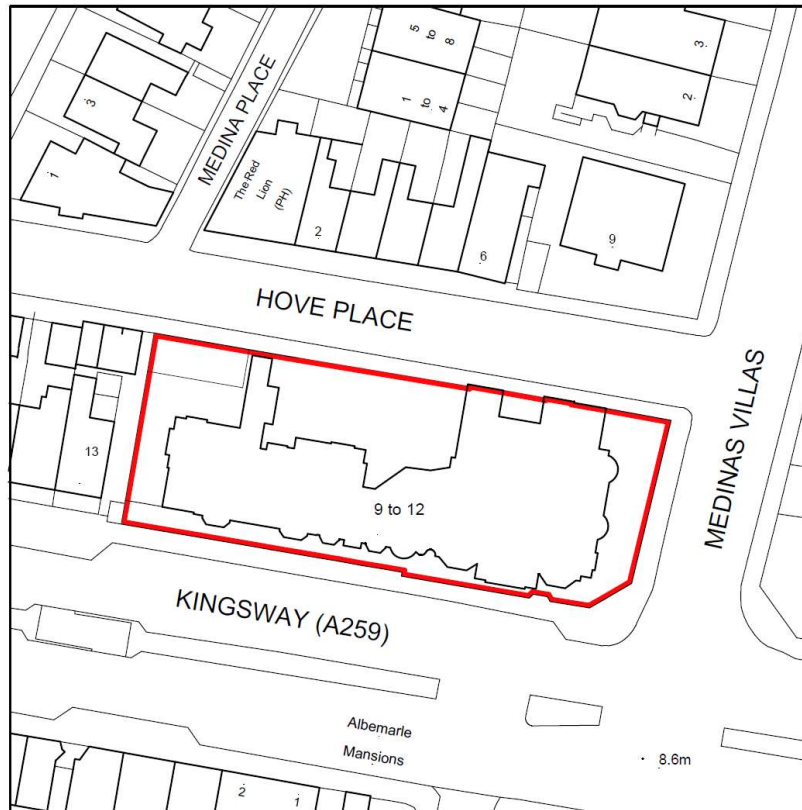 5
to
8
3
1
to
4
2
3
MEDINA PLACE
The Red
Lion
(PH)
1
2
6
9
HOVE PLACE
MEDINAS VILLAS
13
9 to 12
KINGSWAY (A259)
Albemarle
Mansions
8.6m
2
1